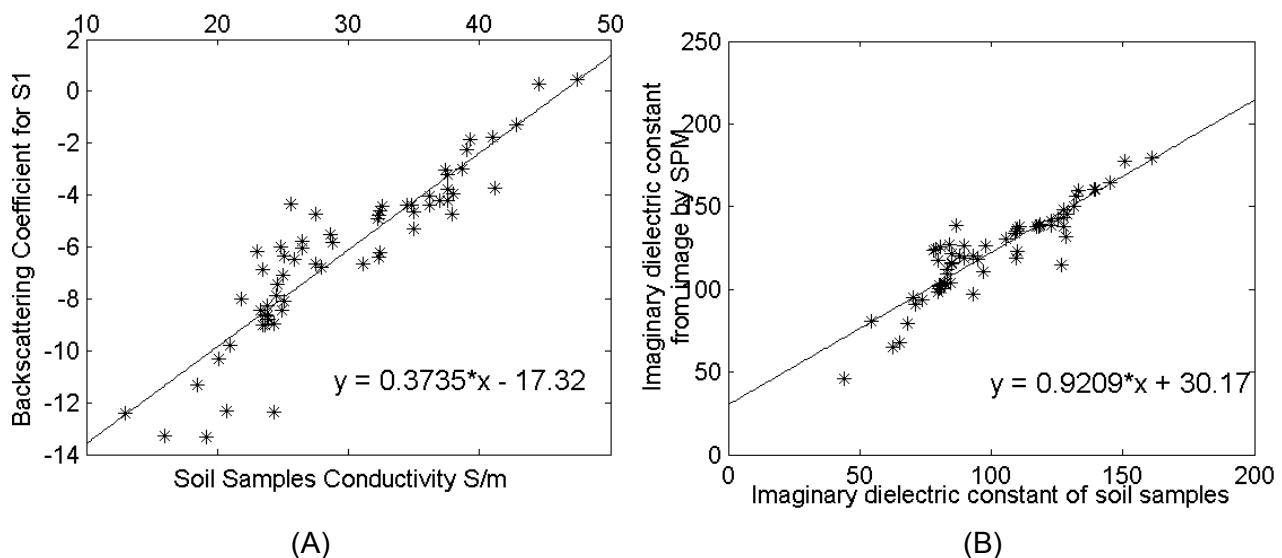 10 20 30 40 50
2
0
-2
-4
-6
-8
-10
-12
-14
Backscattering Coefficient for S1
y = 0.3735*x - 17.32
Soil Samples Conductivity S/m
(A)
250
200
150
100
50
0
Imaginary dielectric constant
from image by SPM
y = 0.9209*x + 30.17
0 50 100 150 200
Imaginary dielectric constant of soil samples
(B)